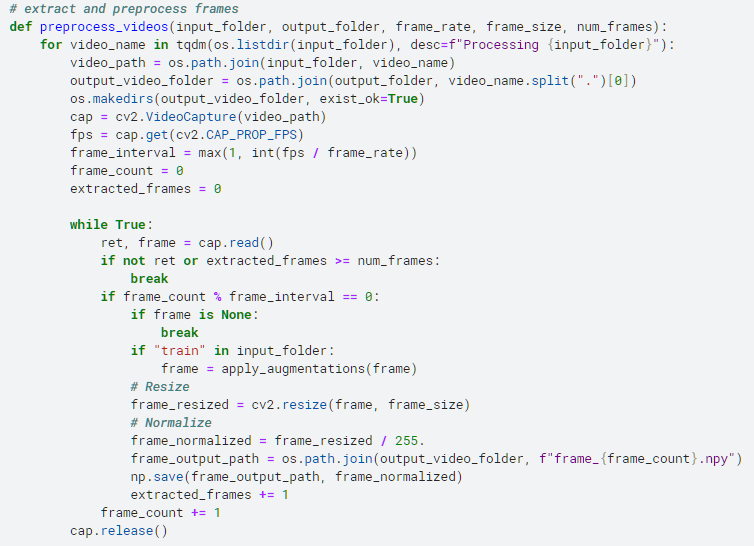 # extract and preprocess frames
def preprocess_videos(input_folder, output_folder, frame_rate, frame_size, num_frames):
    for video_name in tqdm(os.listdir(input_folder), desc=f"Processing {input_folder}"):
        video_path = os.path.join(input_folder, video_name)
        output_video_folder = os.path.join(output_folder, video_name.split(".")[0])
        os.makedirs(output_video_folder, exist_ok=True)
        cap = cv2.VideoCapture(video_path)
        fps = cap.get(cv2.CAP_PROP_FPS)
        frame_interval = max(1, int(fps / frame_rate))
        frame_count = 0
        extracted_frames = 0

        while True:
            ret, frame = cap.read()
            if not ret or extracted_frames >= num_frames:
                break
            if frame_count % frame_interval == 0:
                if frame is None:
                    break
                if "train" in input_folder:
                    frame = apply_augmentations(frame)
                # Resize
                frame_resized = cv2.resize(frame, frame_size)
                # Normalize
                frame_normalized = frame_resized / 255.
                frame_output_path = os.path.join(output_video_folder, f"frame_{frame_count}.npy")
                np.save(frame_output_path, frame_normalized)
                extracted_frames += 1
            frame_count += 1
        cap.release()